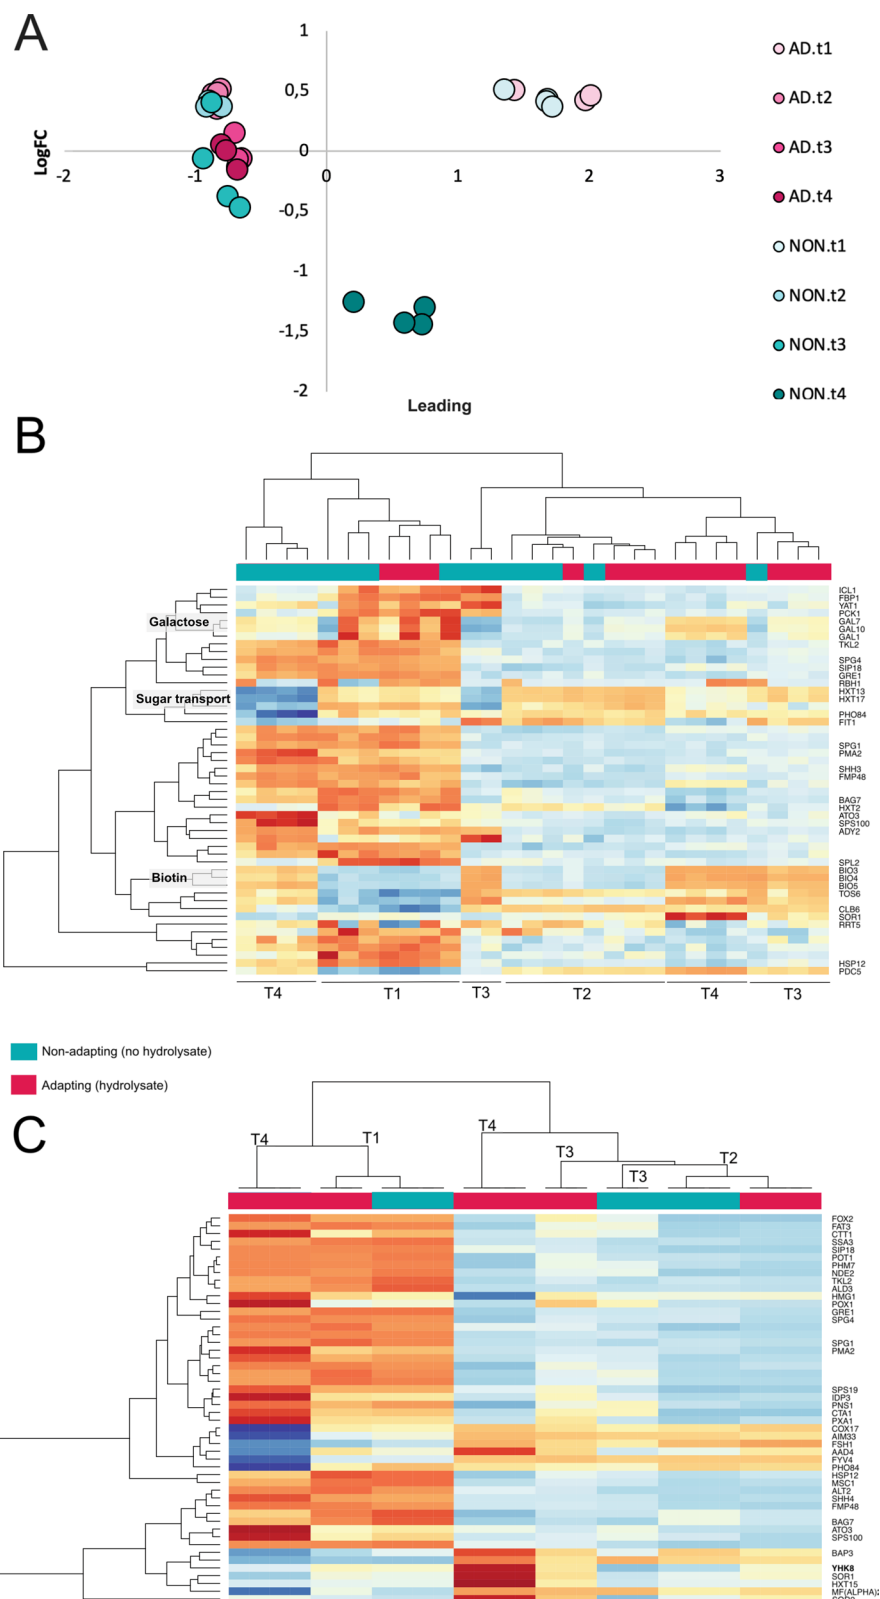 A
1
0,5
0
-0,5
-1
-1,5
-2
-2
-1
0
1
2
3
LogFC
Leading
AD.t1
AD.t2
AD.t3
AD.t4
NON.t1
NON.t2
NON.t3
NON.t4
B
Galactose
Sugar transport
Biotin
ICL1
FBP1
YAT1
PCK1
GAL7
GAL10
GAL1
TKL2
SPG4
SIP18
GRE1
RBH1
HXT13
HXT17
PHO84
FIT1
SPG1
PMA2
SHH3
FMP48
BAG7
HXT2
ATO3
SPS100
ADY2
SPL2
BIO3
BIO4
BIO5
TOS6
CLB6
SOR1
RRT5
HSP12
PDC5
T4 T1 T3 T2 T4 T3
Non-adapting (no hydrolysate)
Adapting (hydrolysate)
C
T4
T1
T4
T3
T3
T2
FOX2
FAT3
CTT1
SSA3
SIP18
POT1
PHM7
NDE2
TKL2
ALD3
HMG1
POX1
GRE1
SPG4
SPG1
PMA2
SPS19
IDP3
PNS1
CTA1
PXA1
COX17
AIM33
FSH1
AAD4
FYV4
PHO84
HSP12
MSC1
ALT2
SHH4
FMP48
BAG7
ATO3
SPS100
BAP3
YHK8
SOR1
HXT15
MF(ALPHA)2